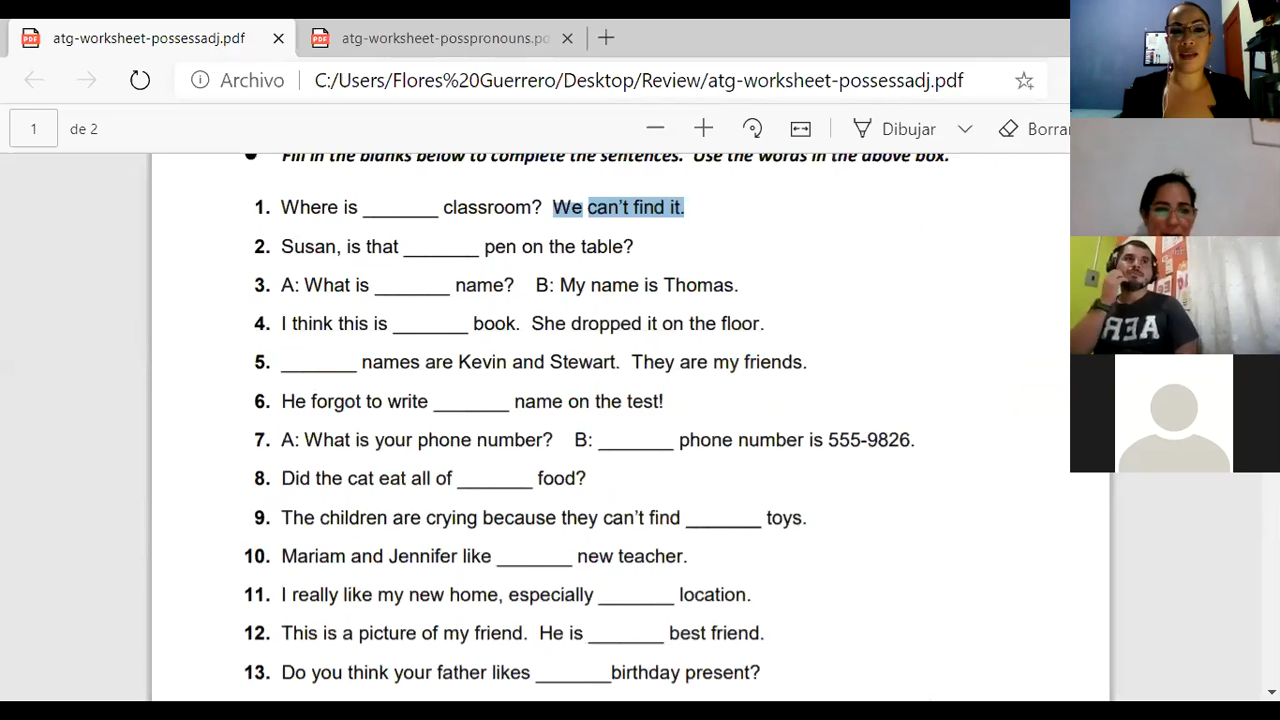 atg-worksheet-possessadj.pdf
atg-worksheet-posspronouns.p
Archivo C:/Users/Flores%20Guerrero/Desktop/Review/atg-worksheet-possessadj.pdf
1 de 2 Dibujar Borra
● Fill in the blanks below to complete the sentences. Use the words in the above box.
1. Where is _______ classroom? We can't find it.
2. Susan, is that _______ pen on the table?
3. A: What is _______ name? B: My name is Thomas.
4. I think this is _______ book. She dropped it on the floor.
5. _______ names are Kevin and Stewart. They are my friends.
6. He forgot to write _______ name on the test!
7. A: What is your phone number? B: _______ phone number is 555-9826.
8. Did the cat eat all of _______ food?
9. The children are crying because they can't find _______ toys.
10. Mariam and Jennifer like _______ new teacher.
11. I really like my new home, especially _______ location.
12. This is a picture of my friend. He is _______ best friend.
13. Do you think your father likes _______birthday present?
AER